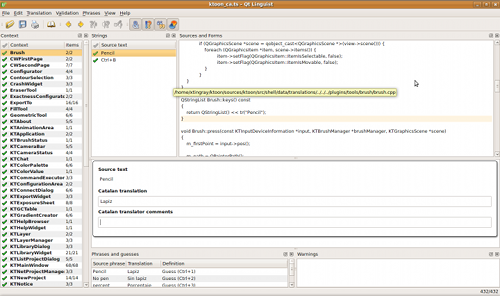 ktoon_ca.ts - Qt Linguist
File Edit Translation Validation Phrases View Help
Context Items
Brush 2/2
CWFirstPage 2/2
CWSecondPage 7/7
Configurator 4/4
ContourSelection 3/3
CrashWidget 3/3
EraserTool 1/1
ExactnessConfigurator 2/2
ExportTo 16/16
FillTool 4/4
GeometricTool 6/6
KTAbout 5/5
KTAnimationArea 1/1
KTApplication 2/2
KTBrushStatus 1/1
KTCameraBar 5/5
KTCameraStatus 4/4
KTChat 1/1
KTColorPalette 6/6
KTColorValue 1/1
KTCommandExecutor 3/3
KTConfigurationArea 2/2
KTConnectDialog 6/6
KTExportWidget 3/3
KTExposureSheet 8/8
KTGCTable 1/1
KTGradientCreator 6/6
KTHelpBrowser 1/1
KTHelpWidget 1/1
KTLayer 2/2
KTLayerManager 3/3
KTLibraryDialog 3/3
KTLibraryWidget 21/21
KTListProjectDialog 5/5
KTMainWindow 68/68
KTNetProjectManager 3/3
KTNewProject 14/14
KTNotice 3/3
Strings
Source text
Pencil
Ctrl+B
Sources and Forms
if (QGraphicsScene *scene = qobject_cast<QGraphicsScene *>(view->scene())) {
foreach (QGraphicsItem *item, scene->items()) {
item->setFlag(QGraphicsItem::ItemIsSelectable, false);
item->setFlag(QGraphicsItem::ItemIsMovable, false);
}
}
}
/home/xtingray/ktoon/sources/ktoon/src/shell/data/translations/../../../plugins/tools/brush/brush.cpp
QStringList Brush::keys() const
{
return QStringList() << tr("Pencil");
}
void Brush::press(const KTInputDeviceInformation *input, KTBrushManager *brushManager, KTGraphicsScene *scene)
{
m_firstPoint = input->pos();
Source text
Pencil
Catalan translation
Lapiz
Catalan translator comments
Phrases and guesses
Source phrase Translation Definition
Pencil Lapiz Guess (Ctrl+1)
No pen Sin lapiz Guess (Ctrl+2)
percent Porcentaje Guess (Ctrl+3)
Warnings
432/432